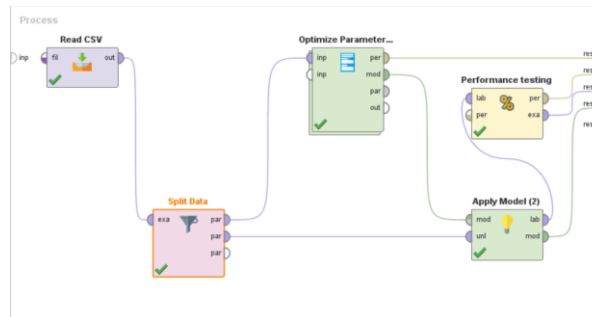 Process
Read CSV
inp
fil
out
Optimize Parameter...
inp
per
inp
mod
par
out
Performance testing
lab
per
per
exa
Split Data
exa
par
par
par
Apply Model (2)
mod
lab
unl
mod
res
res
res
res
res